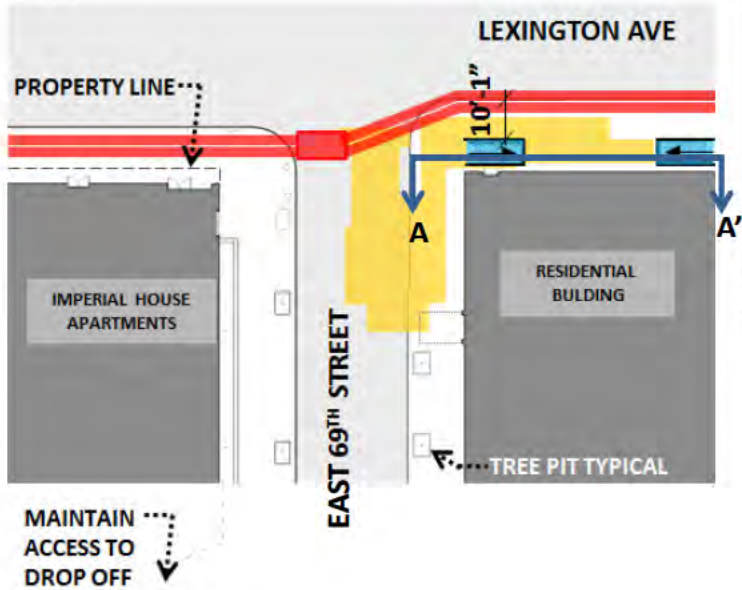 LEXINGTON AVE
PROPERTY LINE
10'-1"
A
A'
IMPERIAL HOUSE
APARTMENTS
RESIDENTIAL
BULDING
EAST 69TH STREET
TREE PIT TYPICAL
MAINTAIN
ACCESS TO
DROP OFF